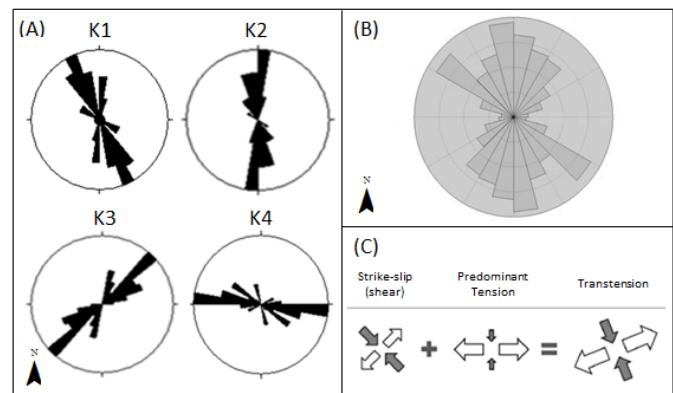 (A)
K1
K2
K3
K4
N
(B)
N
(C)
Strike-slip
(shear)
Predominant
Tension
Transtension
+
=